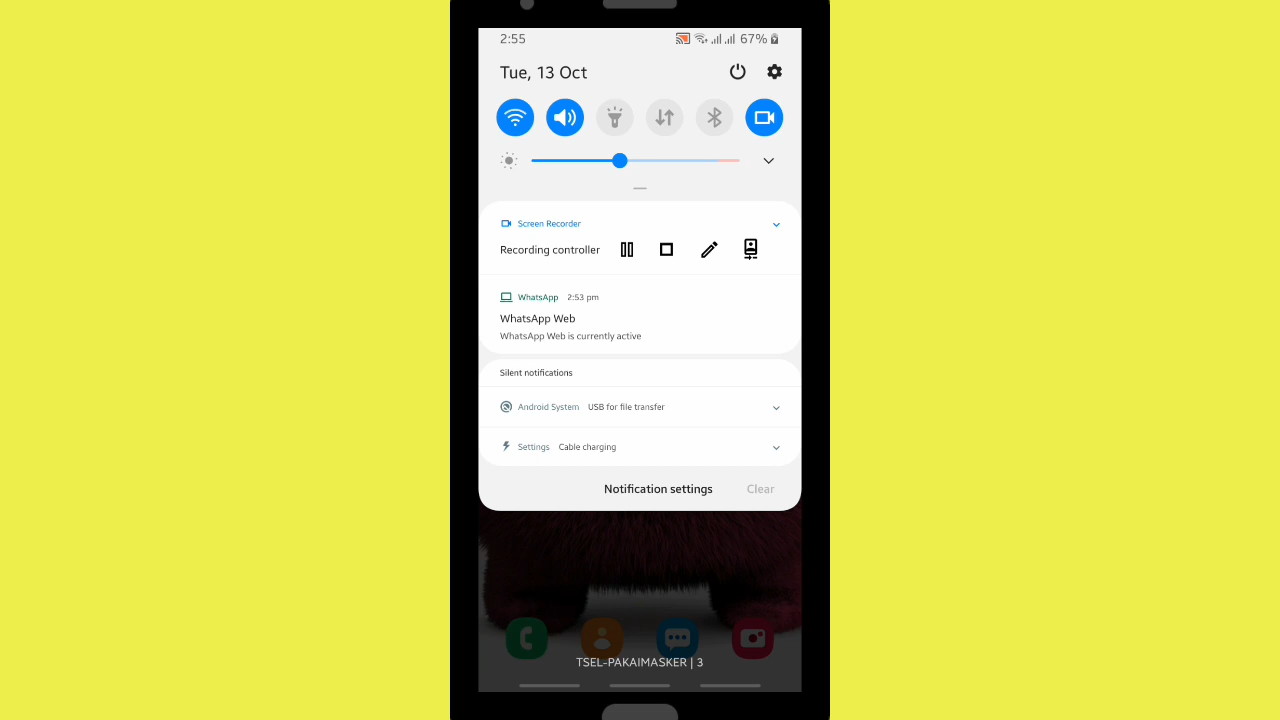 2:55 67%
Tue, 13 Oct
Screen Recorder
Recording controller
WhatsApp 2:53 pm
WhatsApp Web
WhatsApp Web is currently active
Silent notifications
Android System USB for file transfer
Settings Cable charging
Notification settings Clear
TSEL-PAKAIMASKER | 3